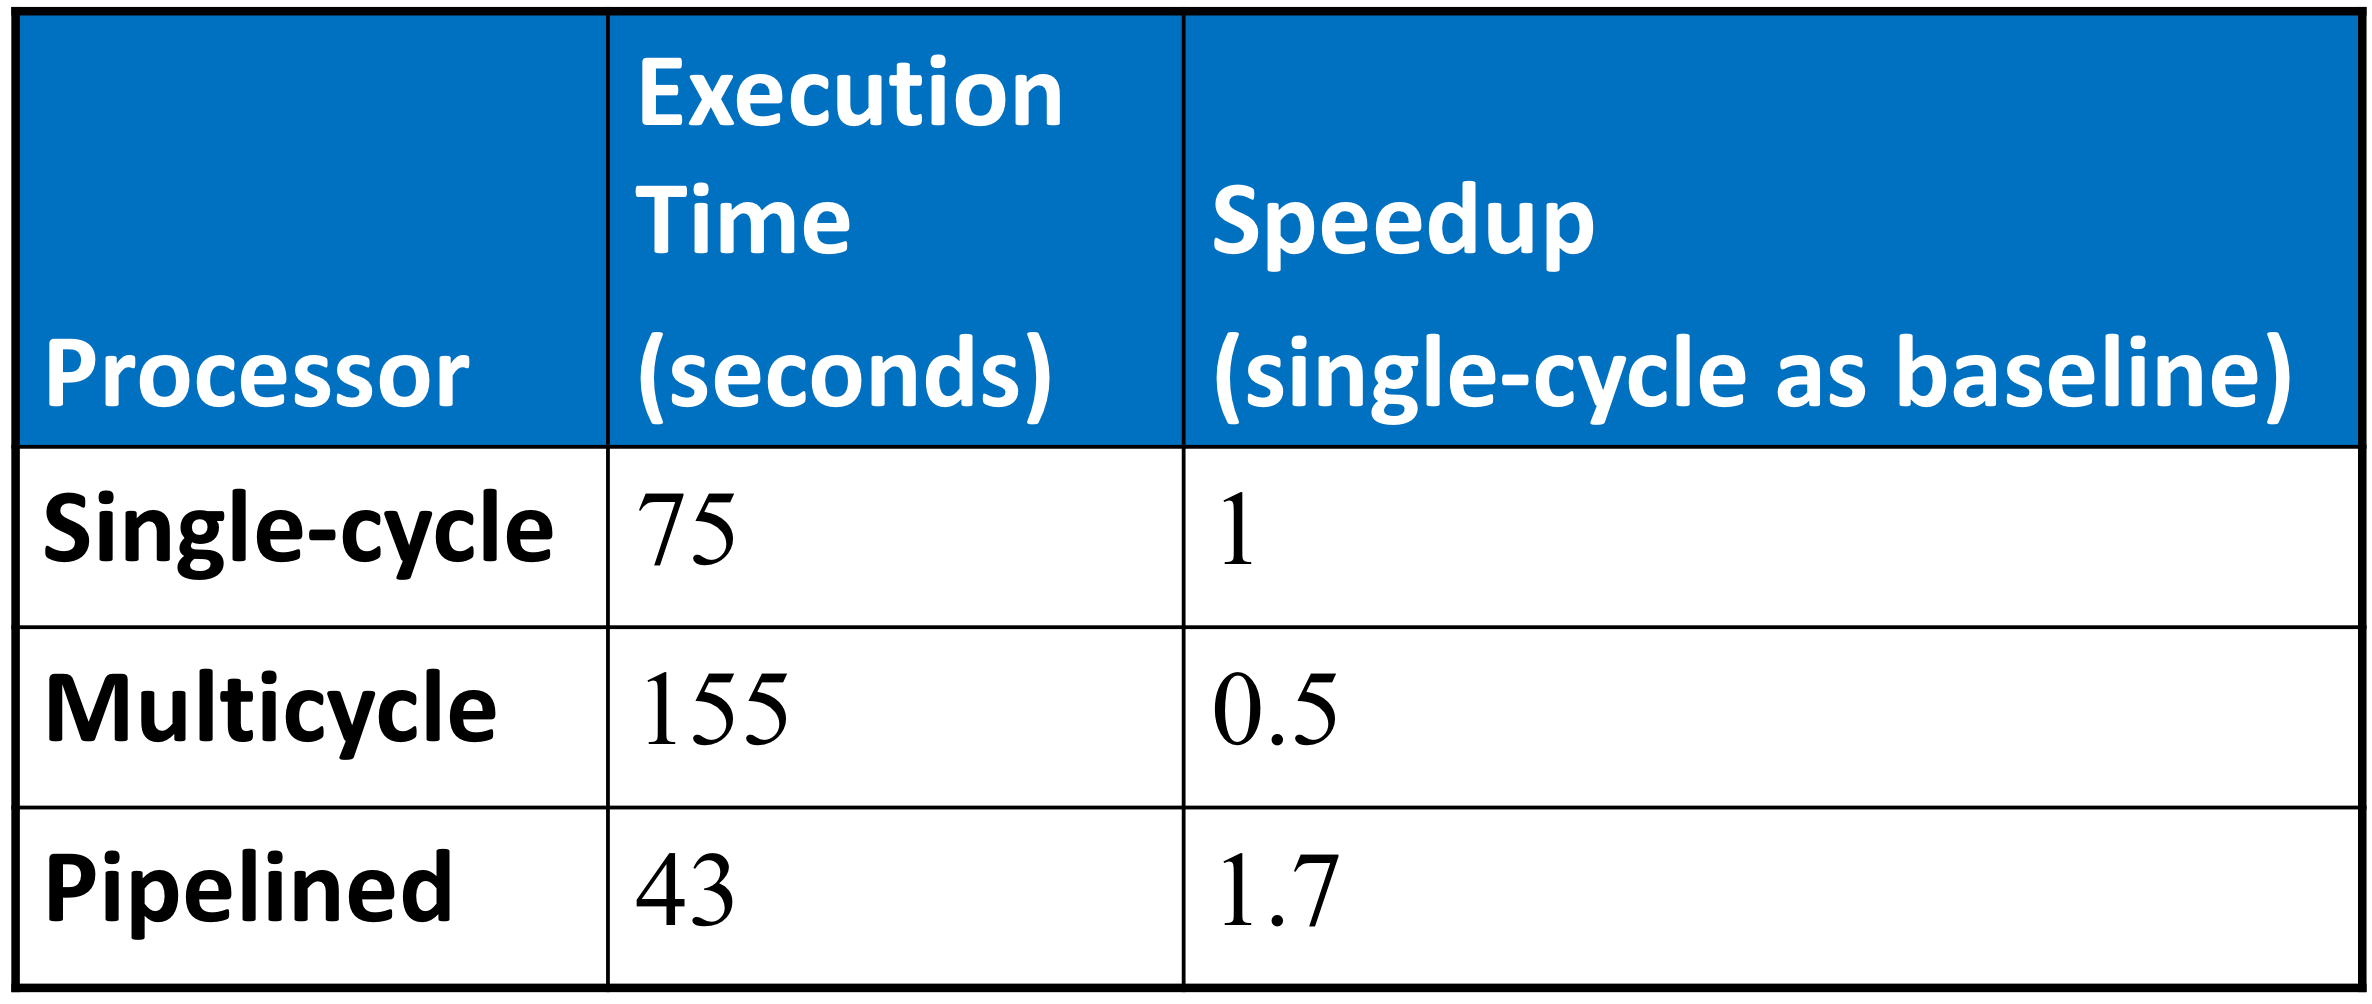 Processor
Execution
Time
(seconds)
Speedup
(single-cycle as baseline)
Single-cycle 75 1
Multicycle 155 0.5
Pipelined 43 1.7